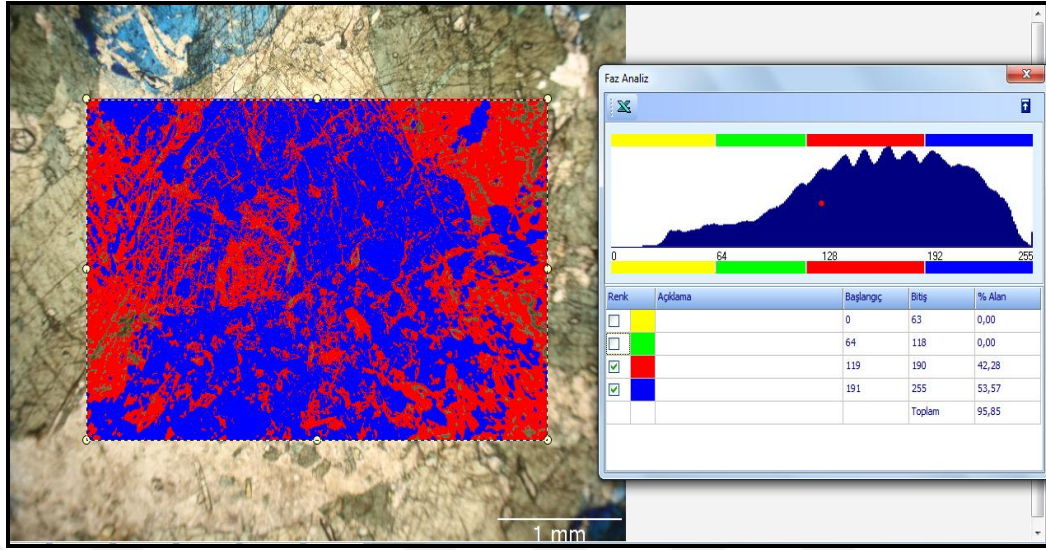 Faz Analiz
0 64 128 192 255
Renk Açıklama Başlangıç Bitiş % Alan
0 63 0,00
64 118 0,00
119 190 42,28
191 255 53,57
Toplam 95,85
1 mm